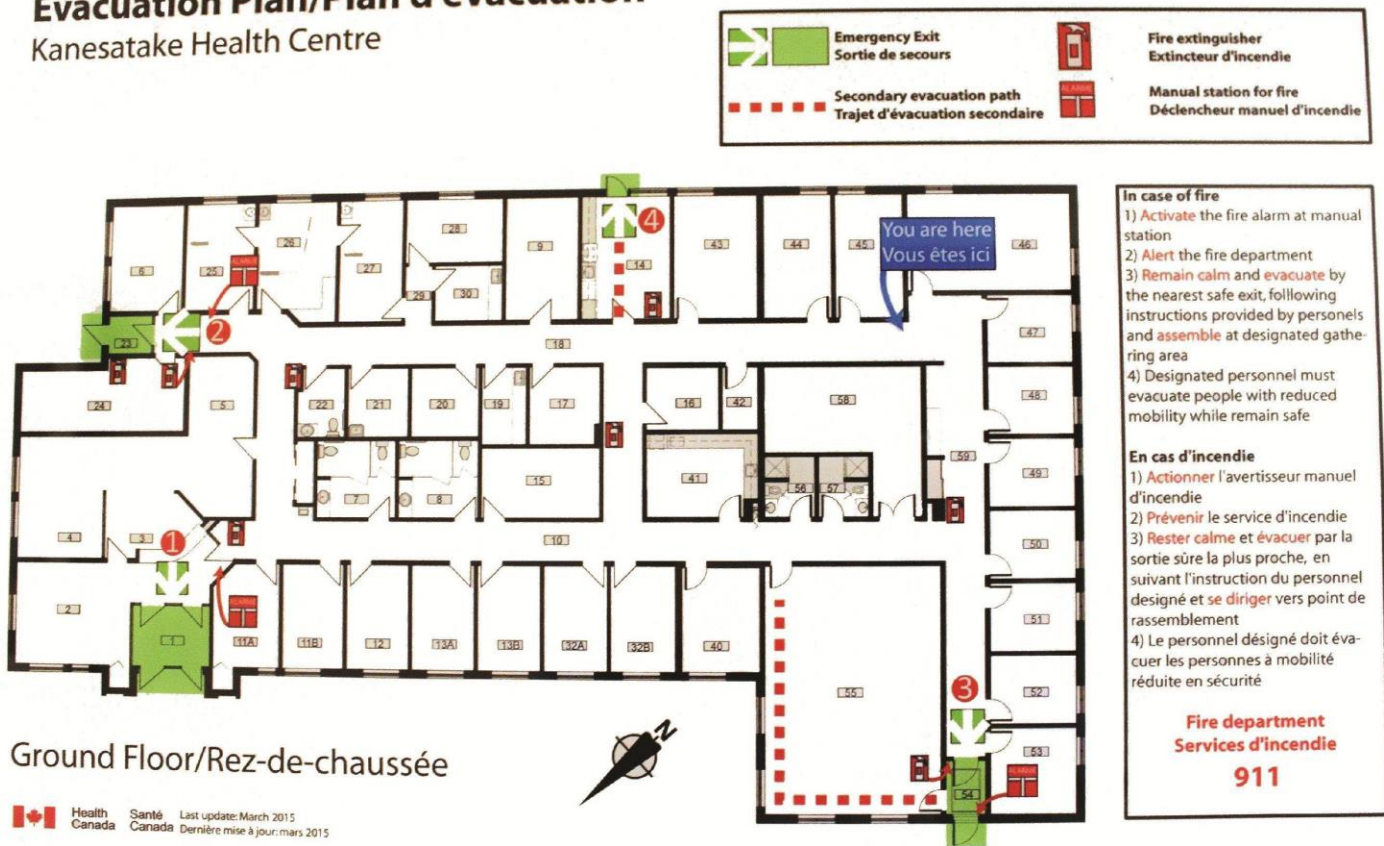 Evacuation Plan/Plan d'évacuation
Kanesatake Health Centre
Emergency Exit
Sortie de secours
Secondary evacuation path
Trajet d'évacuation secondaire
Fire extinguisher
Extincteur d'incendie
ALARME
Manual station for fire
Déclencheur manuel d'incendie
You are here
Vous êtes ici
6
25
26
27
28
29
30
9
14
4
43
44
45
46
ALARME
2
23
18
47
24
5
22
21
20
19
17
16
42
58
48
59
49
7
8
15
41
56
57
50
4
3
1
10
51
2
1
ALARME
11A
11B
12
13A
13B
32A
32B
40
55
3
52
53
54
ALARME
In case of fire
1) Activate the fire alarm at manual
station
2) Alert the fire department
3) Remain calm and evacuate by
the nearest safe exit, folllowing
instructions provided by personels
and assemble at designated gathe-
ring area
4) Designated personnel must
evacuate people with reduced
mobility while remain safe
En cas d'incendie
1) Actionner l'avertisseur manuel
d'incendie
2) Prévenir le service d'incendie
3) Rester calme et évacuer par la
sortie sûre la plus proche, en
suivant l'instruction du personnel
désigné et se diriger vers point de
rassemblement
4) Le personnel désigné doit éva-
cuer les personnes à mobilité
réduite en sécurité
Fire department
Services d'incendie
911
N
Ground Floor/Rez-de-chaussée
Health
Canada
Santé
Canada
Last update: March 2015
Dernière mise à jour: mars 2015